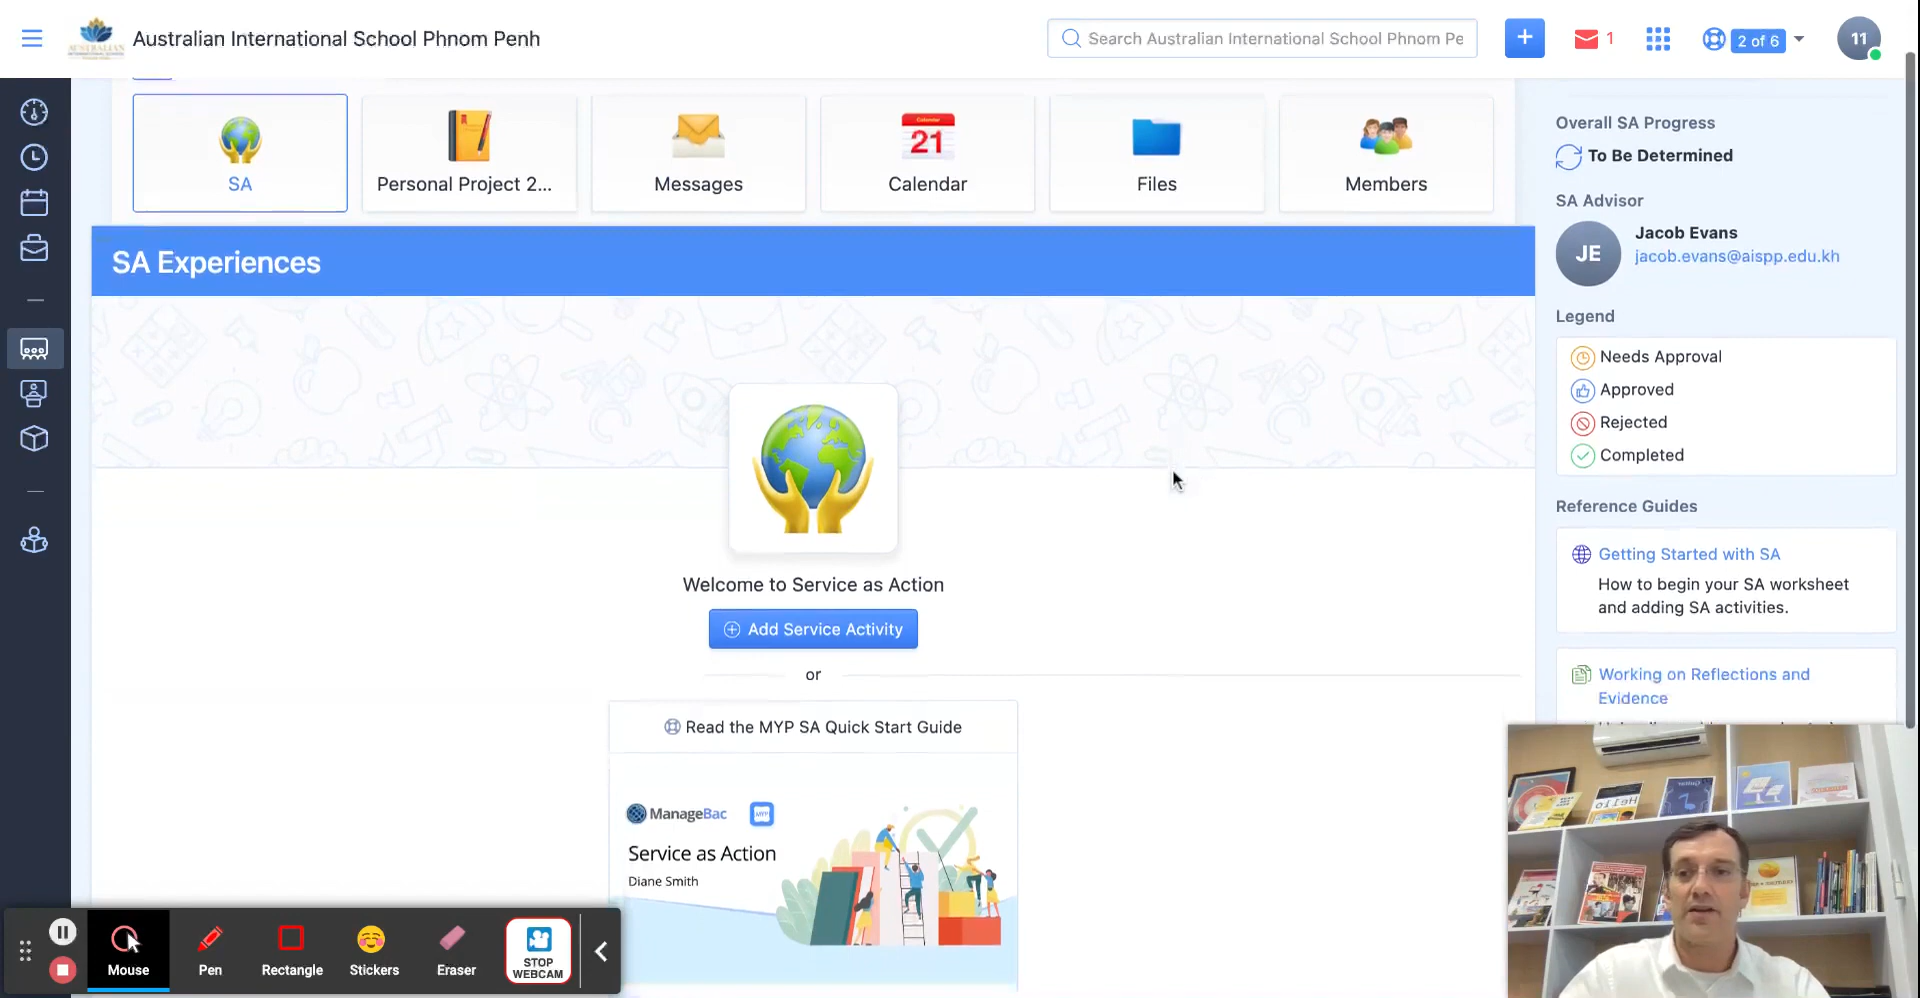 Australian International School Phnom Penh
Search Australian International School Phnom Pe
1
2 of 6
11
SA
Personal Project 2...
Messages
Calendar
21
Calendar
Files
Members
SA Experiences
Welcome to Service as Action
Add Service Activity
or
Read the MYP SA Quick Start Guide
ManageBac
MYP
Service as Action
Diane Smith
Overall SA Progress
To Be Determined
SA Advisor
JE
Jacob Evans
jacob.evans@aispp.edu.kh
Legend
Needs Approval
Approved
Rejected
Completed
Reference Guides
Getting Started with SA
How to begin your SA worksheet
and adding SA activities.
Working on Reflections and
Evidence
Hello
Mouse
Pen
Rectangle
Stickers
Eraser
STOP
WEBCAM